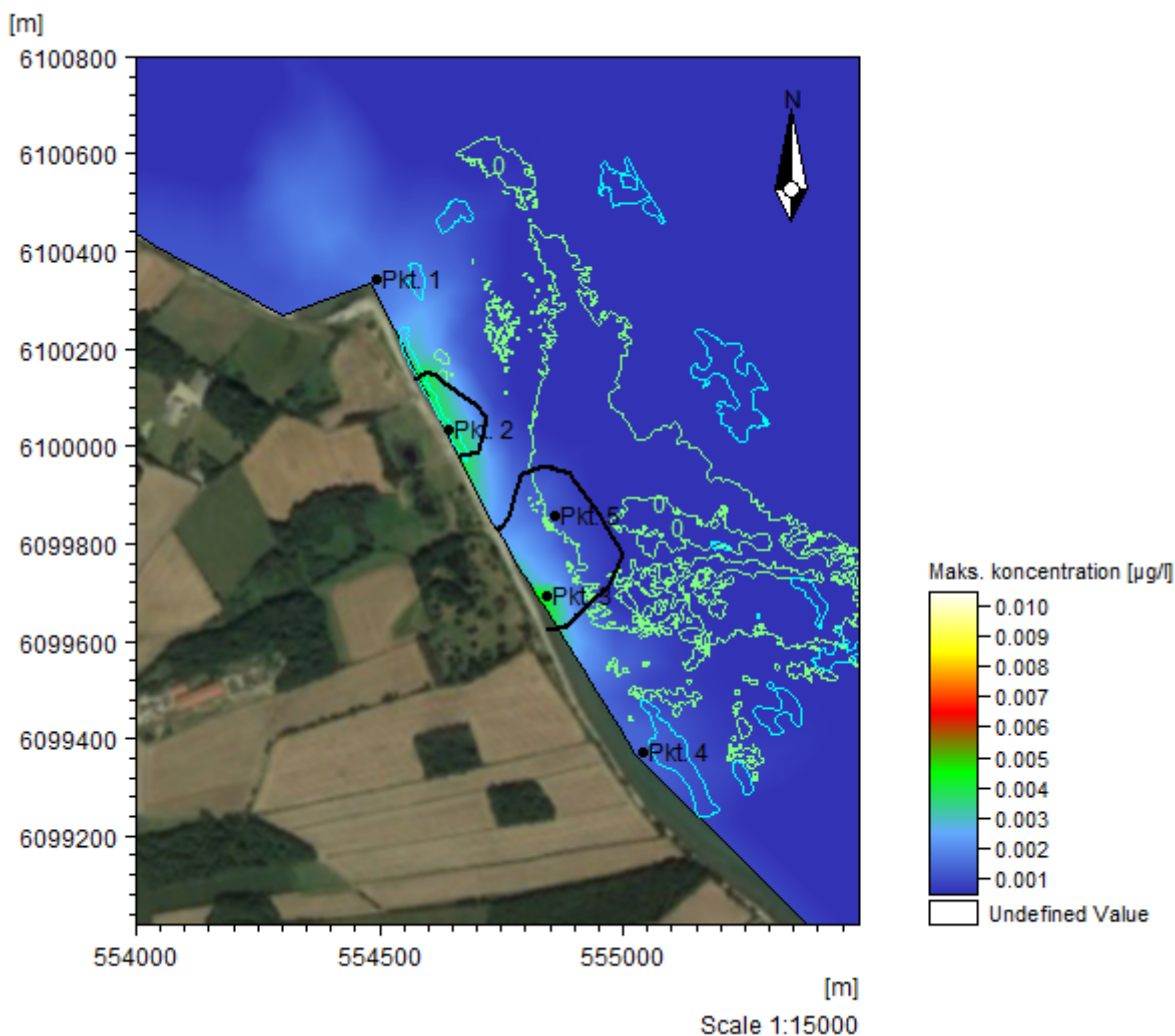 [m]
6100800
6100600
6100400
6100200
6100000
6099800
6099600
6099400
6099200
554000
554500
555000
[m]
Scale 1:15000
N
0
Pkt. 1
Pkt. 2
0
Pkt. 5
0
Pkt. 3
Pkt. 4
Maks. koncentration [µg/l]
0.010
0.009
0.008
0.007
0.006
0.005
0.004
0.003
0.002
0.001
Undefined Value